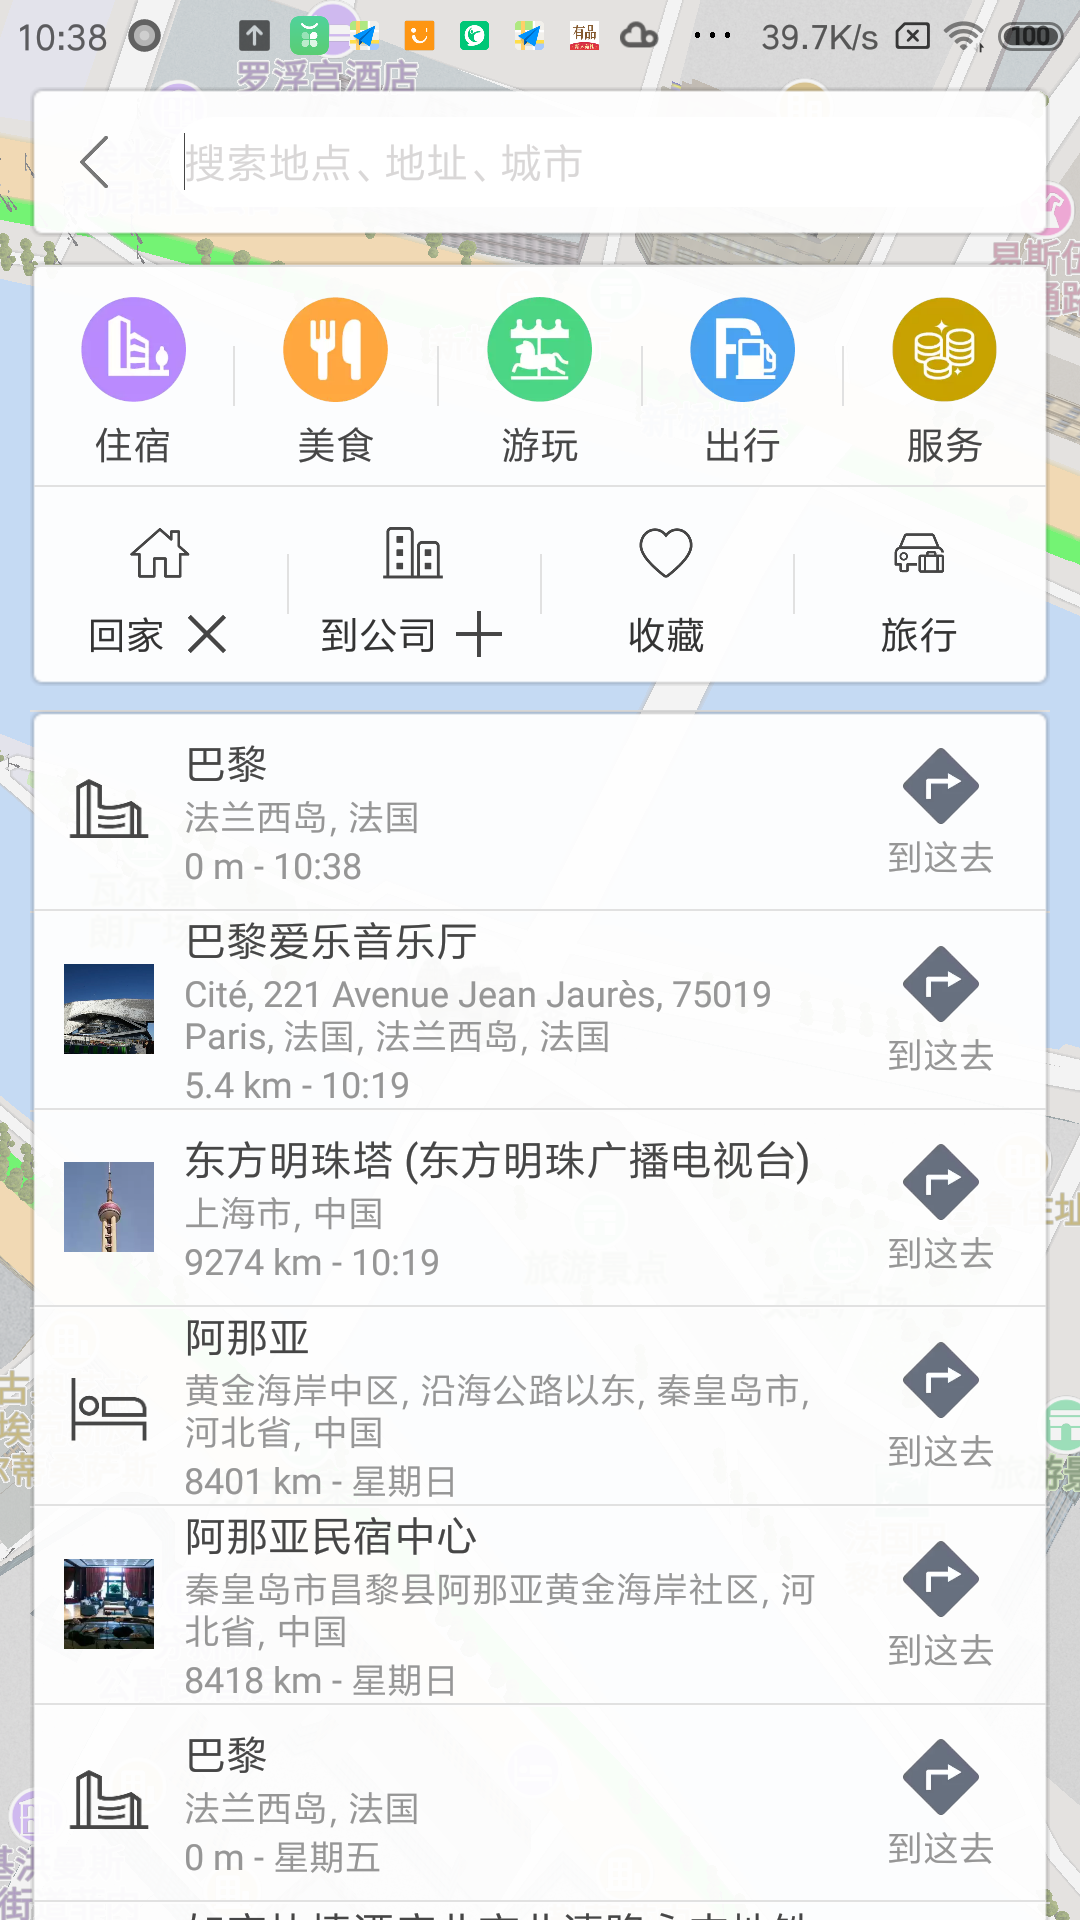 10:38
39.7K/s
100
罗浮宫酒店
搜索地点、地址、城市
易斯伍
通路
住宿
美食
游玩
出行
服务
回家
到公司
收藏
旅行
巴黎
法兰西岛, 法国
0 m - 10:38
到这去
巴黎爱乐音乐厅
Cité, 221 Avenue Jean Jaurès, 75019
Paris, 法国, 法兰西岛, 法国
5.4 km - 10:19
到这去
东方明珠塔 (东方明珠广播电视台)
上海市, 中国
9274 km - 10:19
到这去
阿那亚
黄金海岸中区, 沿海公路以东, 秦皇岛市,
河北省, 中国
8401 km - 星期日
到这去
阿那亚民宿中心
秦皇岛市昌黎县阿那亚黄金海岸社区, 河
北省, 中国
8418 km - 星期日
到这去
巴黎
法兰西岛, 法国
0 m - 星期五
到这去